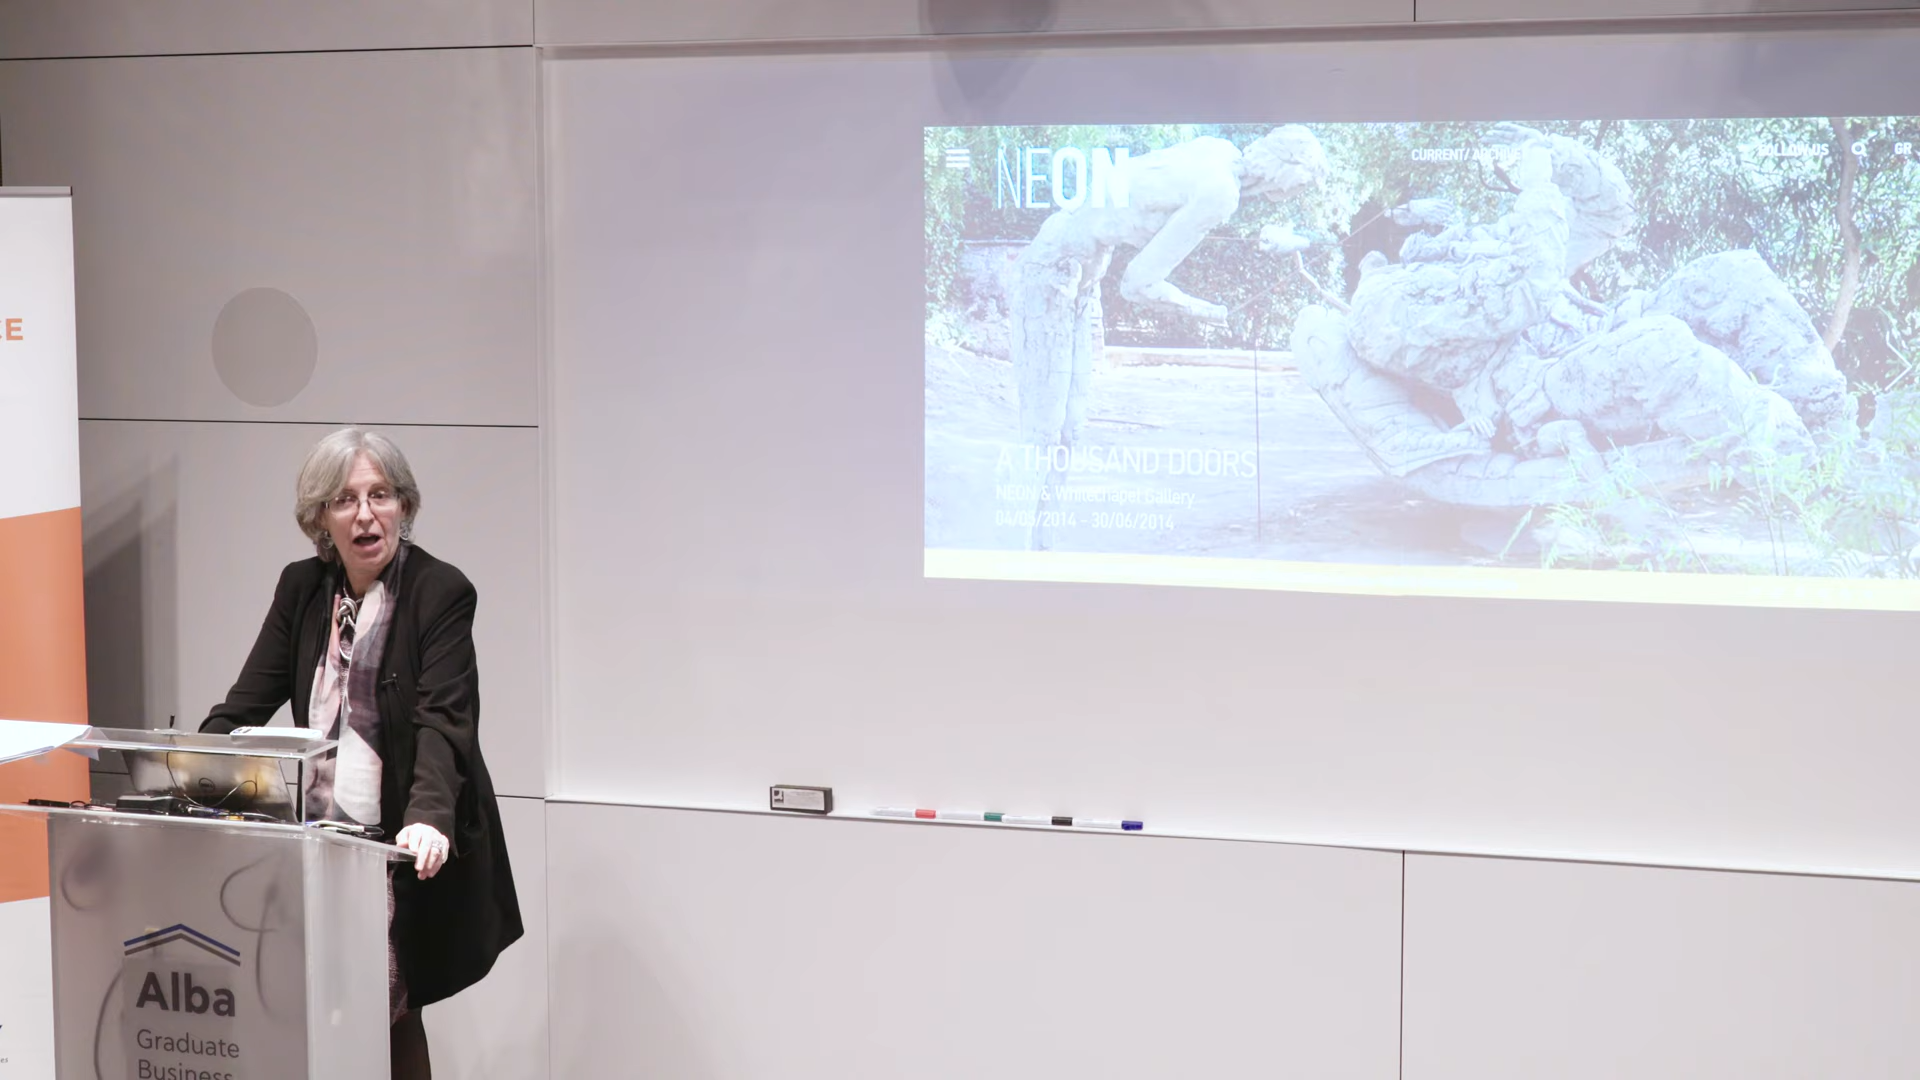 NEON
CURRENT/ ARCHIVE
FOLLOW US
GR
A THOUSAND DOORS
NEON & Whitechapel Gallery
04/05/2014 - 30/06/2014
Alba
Graduate
Business